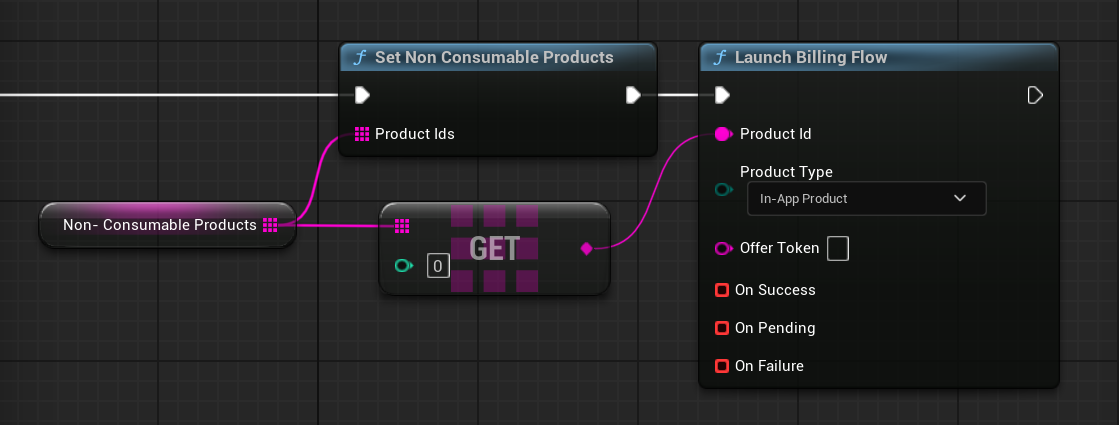 Set Non Consumable Products
Launch Billing Flow
Product Ids
Product Id
Product Type
In-App Product
Non- Consumable Products
GET
0
Offer Token
On Success
On Pending
On Failure